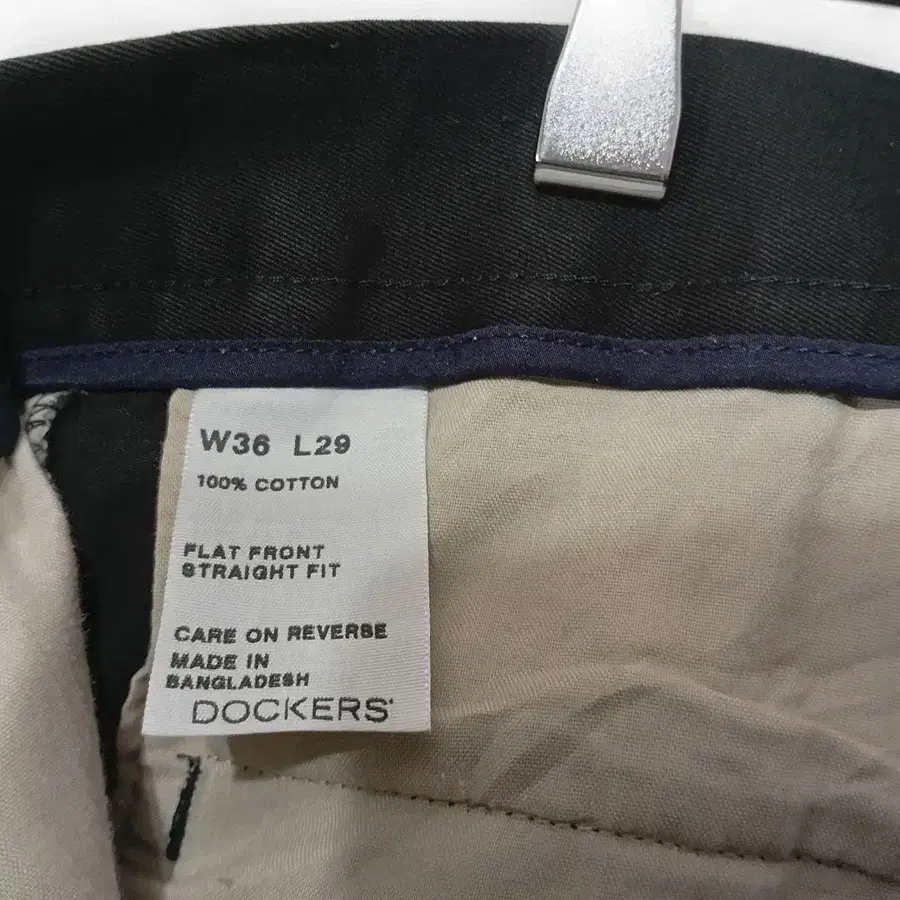 W36 L29
100% COTTON
FLAT FRONT
STRAIGHT FIT
CARE ON REVERSE
MADE IN
BANGLADESH
DOCKERS®